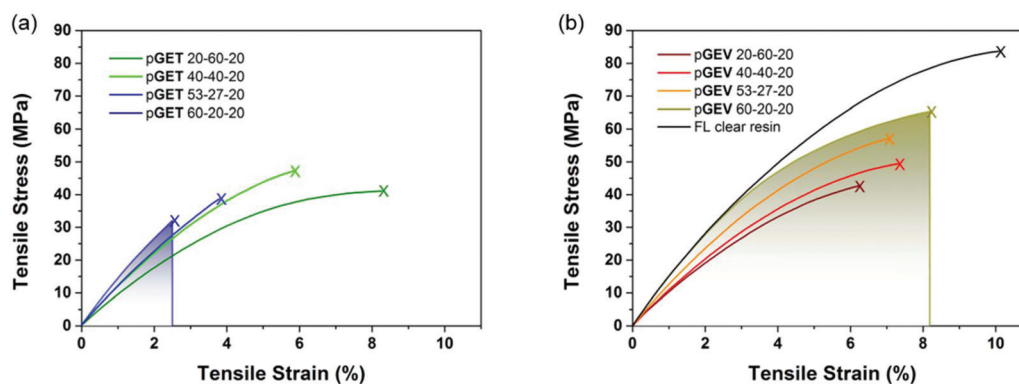 (a)
90
80
70
60
50
40
30
20
10
0
Tensile Stress (MPa)
pGET 20-60-20
pGET 40-40-20
pGET 53-27-20
pGET 60-20-20
0 2 4 6 8 10
Tensile Strain (%)
(b)
90
80
70
60
50
40
30
20
10
0
Tensile Stress (MPa)
pGEV 20-60-20
pGEV 40-40-20
pGEV 53-27-20
pGEV 60-20-20
FL clear resin
0 2 4 6 8 10
Tensile Strain (%)